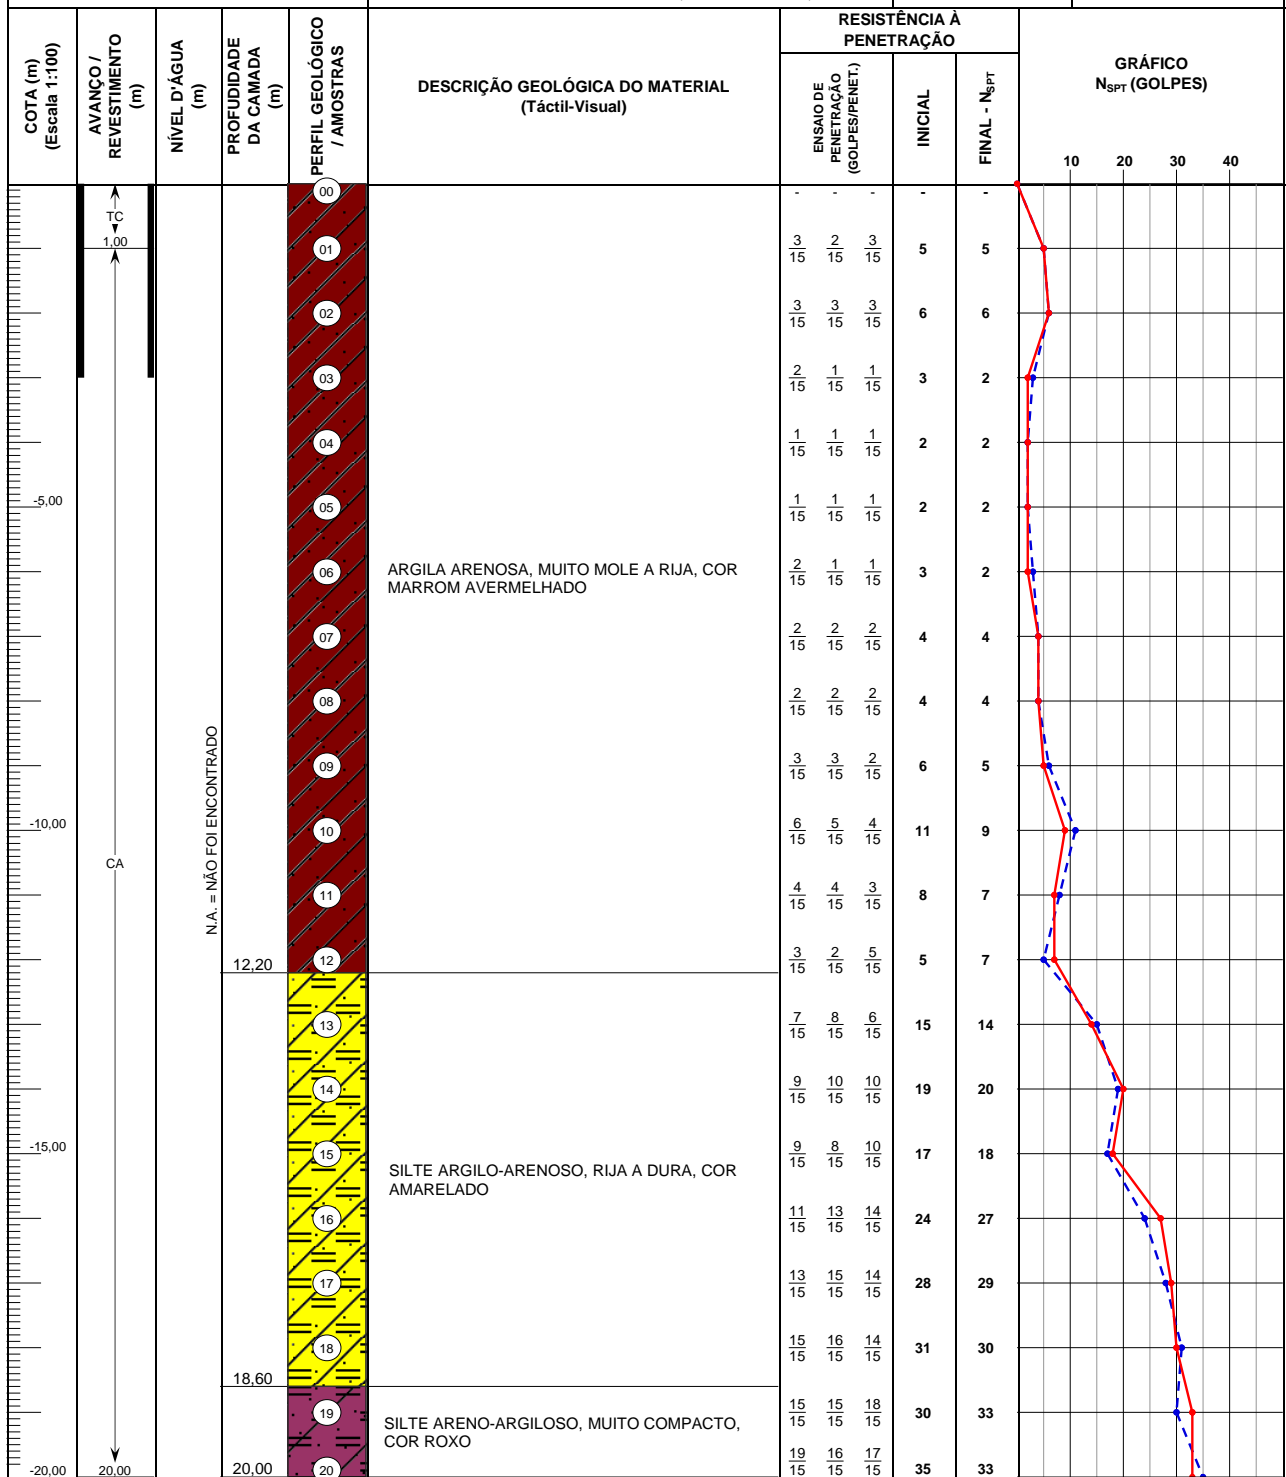 RESISTÊNCIA À
PENETRAÇÃO
COTA (m)
(Escala 1:100)
AVANÇO /
REVESTIMENTO
(m)
NÍVEL D'ÁGUA
(m)
PROFUDIDADE
DA CAMADA
(m)
PERFIL GEOLÓGICO
/ AMOSTRAS
DESCRIÇÃO GEOLÓGICA DO MATERIAL
(Táctil-Visual)
ENSAIO DE
PENETRAÇÃO
(GOLPES/PENET.)
INICIAL
FINAL - NSPT
GRÁFICO
NSPT (GOLPES)
10 20 30 40
00 - - - - -
TC
1,00
01 3/15 2/15 3/15 5 5
02 3/15 3/15 3/15 6 6
03 2/15 1/15 1/15 3 2
04 1/15 1/15 1/15 2 2
-5,00 05 1/15 1/15 1/15 2 2
06 2/15 1/15 1/15 3 2
ARGILA ARENOSA, MUITO MOLE A RIJA, COR
MARROM AVERMELHADO
07 2/15 2/15 2/15 4 4
08 2/15 2/15 2/15 4 4
09 3/15 3/15 2/15 6 5
N.A. = NÃO FOI ENCONTRADO
-10,00 10 6/15 5/15 4/15 11 9
CA
11 4/15 4/15 3/15 8 7
12 3/15 2/15 5/15 5 7
12,20
13 7/15 8/15 6/15 15 14
14 9/15 10/15 10/15 19 20
-15,00 15 9/15 8/15 10/15 17 18
SILTE ARGILO-ARENOSO, RIJA A DURA, COR
AMARELADO
16 11/15 13/15 14/15 24 27
17 13/15 15/15 14/15 28 29
18 15/15 16/15 14/15 31 30
18,60
19 15/15 15/15 18/15 30 33
SILTE ARENO-ARGILOSO, MUITO COMPACTO,
COR ROXO
-20,00 20,00 20,00 20 19/15 16/15 17/15 35 33